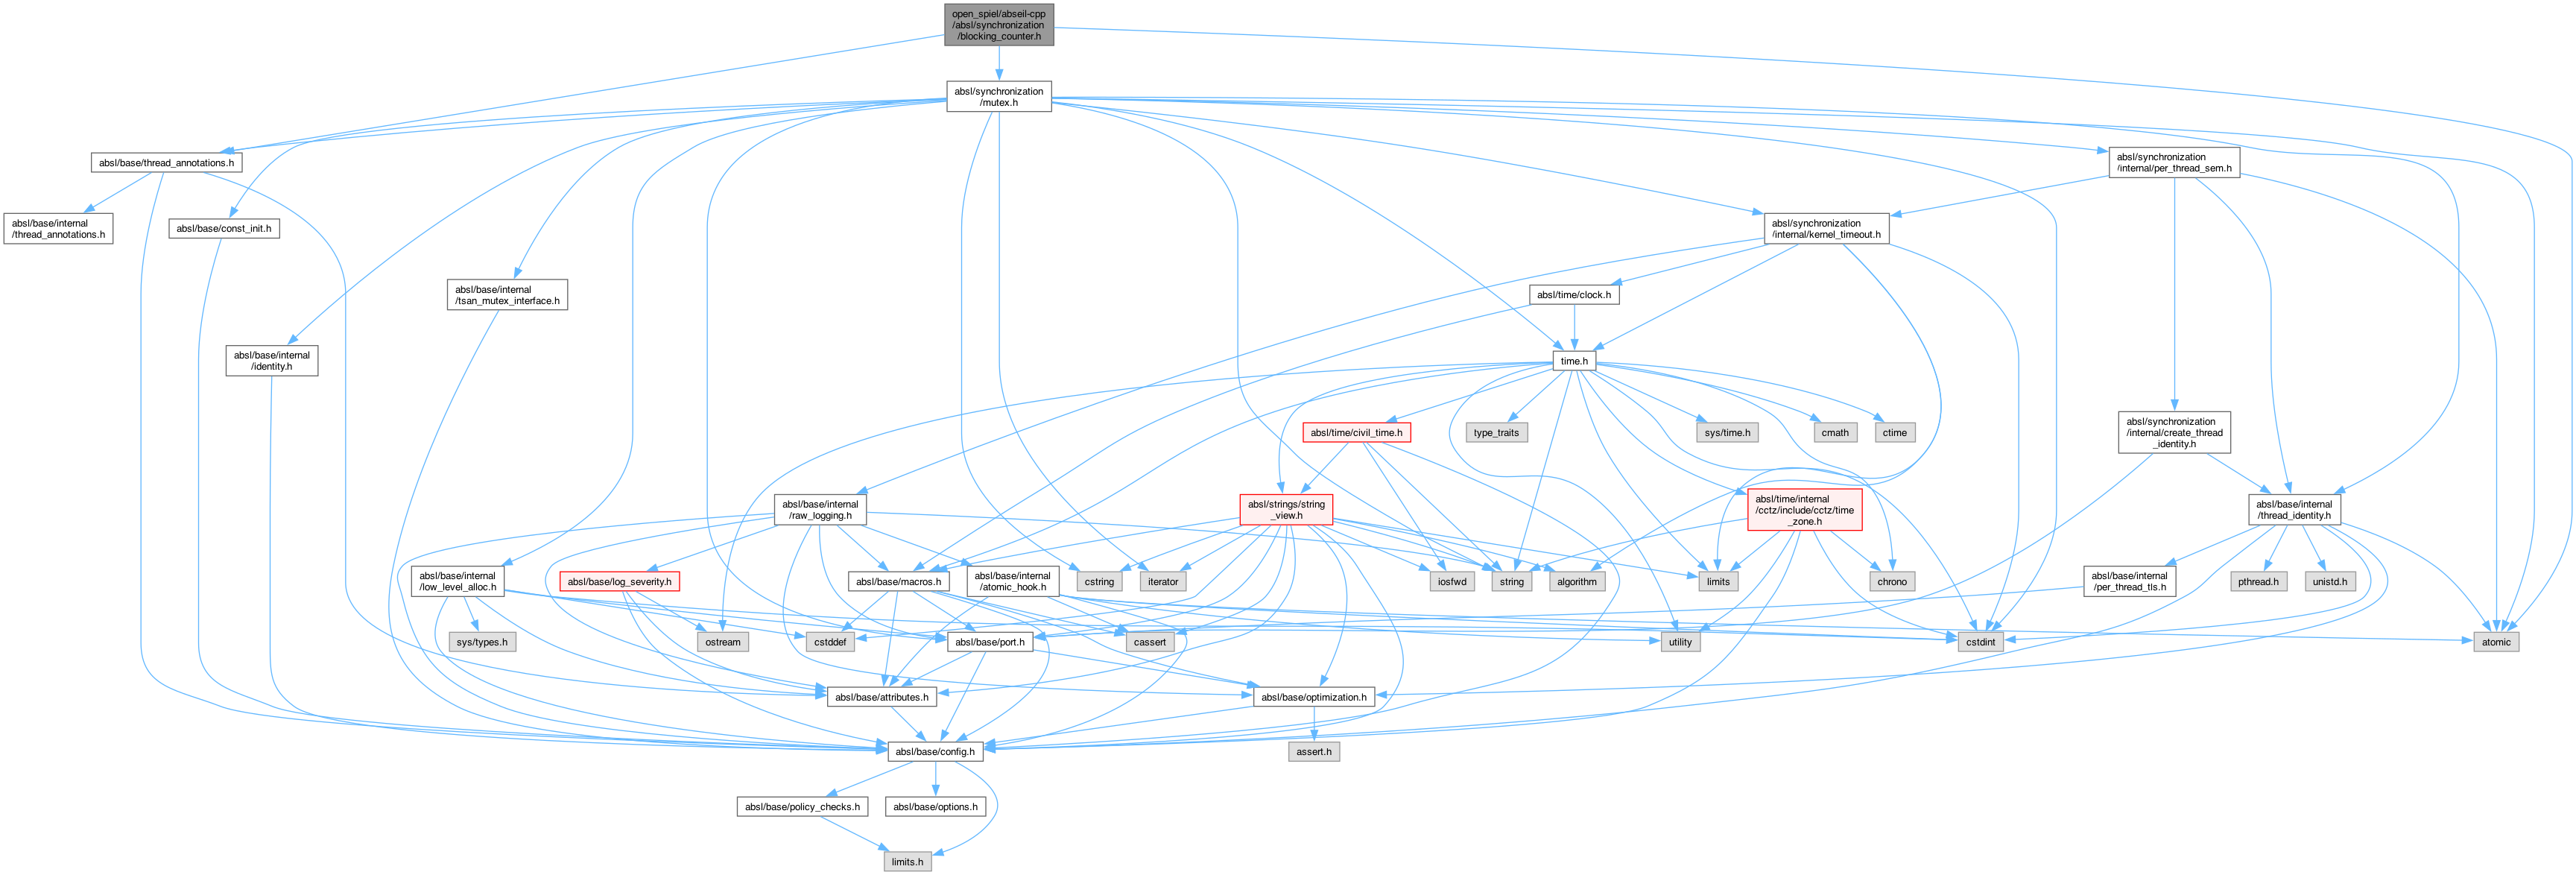 open_spiel/abseil-cpp
/absl/synchronization
/blocking_counter.h
absl/synchronization
/mutex.h
absl/base/thread_annotations.h
absl/synchronization
/internal/per_thread_sem.h
absl/base/internal
/thread_annotations.h
absl/base/const_init.h
absl/synchronization
/internal/kernel_timeout.h
absl/base/internal
/tsan_mutex_interface.h
absl/time/clock.h
absl/base/internal
/identity.h
time.h
absl/time/civil_time.h
type_traits
sys/time.h
cmath
ctime
absl/synchronization
/internal/create_thread
_identity.h
absl/base/internal
/raw_logging.h
absl/strings/string
_view.h
absl/time/internal
/cctz/include/cctz/time
_zone.h
absl/base/internal
/thread_identity.h
absl/base/internal
/low_level_alloc.h
absl/base/log_severity.h
absl/base/macros.h
absl/base/internal
/atomic_hook.h
cstring
iterator
iosfwd
string
algorithm
limits
chrono
absl/base/internal
/per_thread_tls.h
pthread.h
unistd.h
sys/types.h
ostream
cstddef
absl/base/port.h
cassert
utility
cstdint
atomic
absl/base/attributes.h
absl/base/optimization.h
absl/base/config.h
assert.h
absl/base/policy_checks.h
absl/base/options.h
limits.h